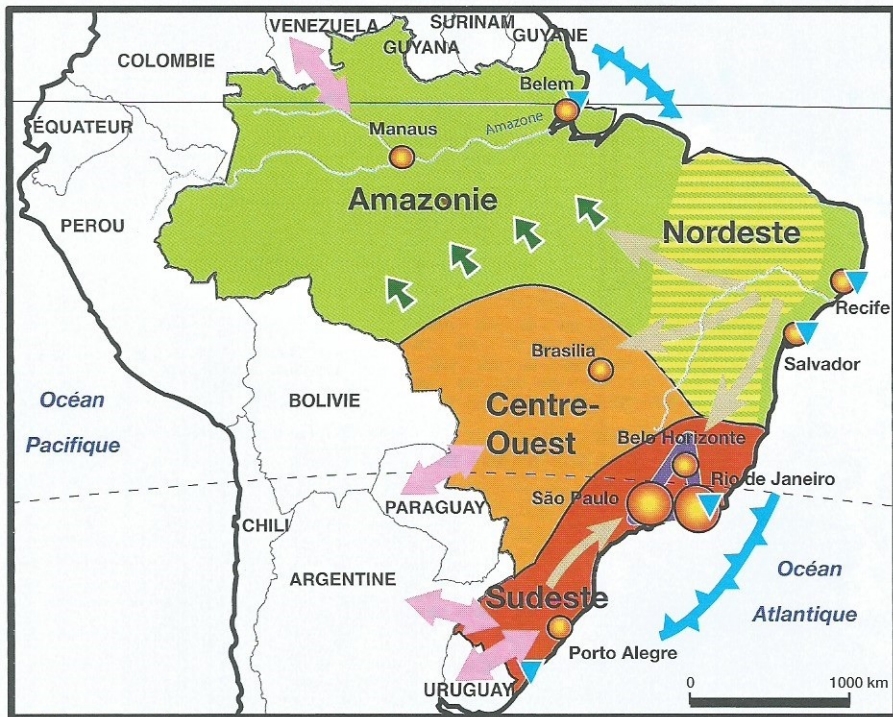 VENEZUELA
SURINAM
GUYANA
GUYANE
COLOMBIE
Belem
ÉQUATEUR
Manaus
Amazone
Amazonie
PEROU
Nordeste
Recife
Brasilia
Salvador
BOLIVIE
Océan
Pacifique
Centre-
Ouest
Belo Horizonte
São Paulo
Rio de Janeiro
PARAGUAY
CHILI
ARGENTINE
Océan
Atlantique
Sudeste
Porto Alegre
URUGUAY
0
1000 km